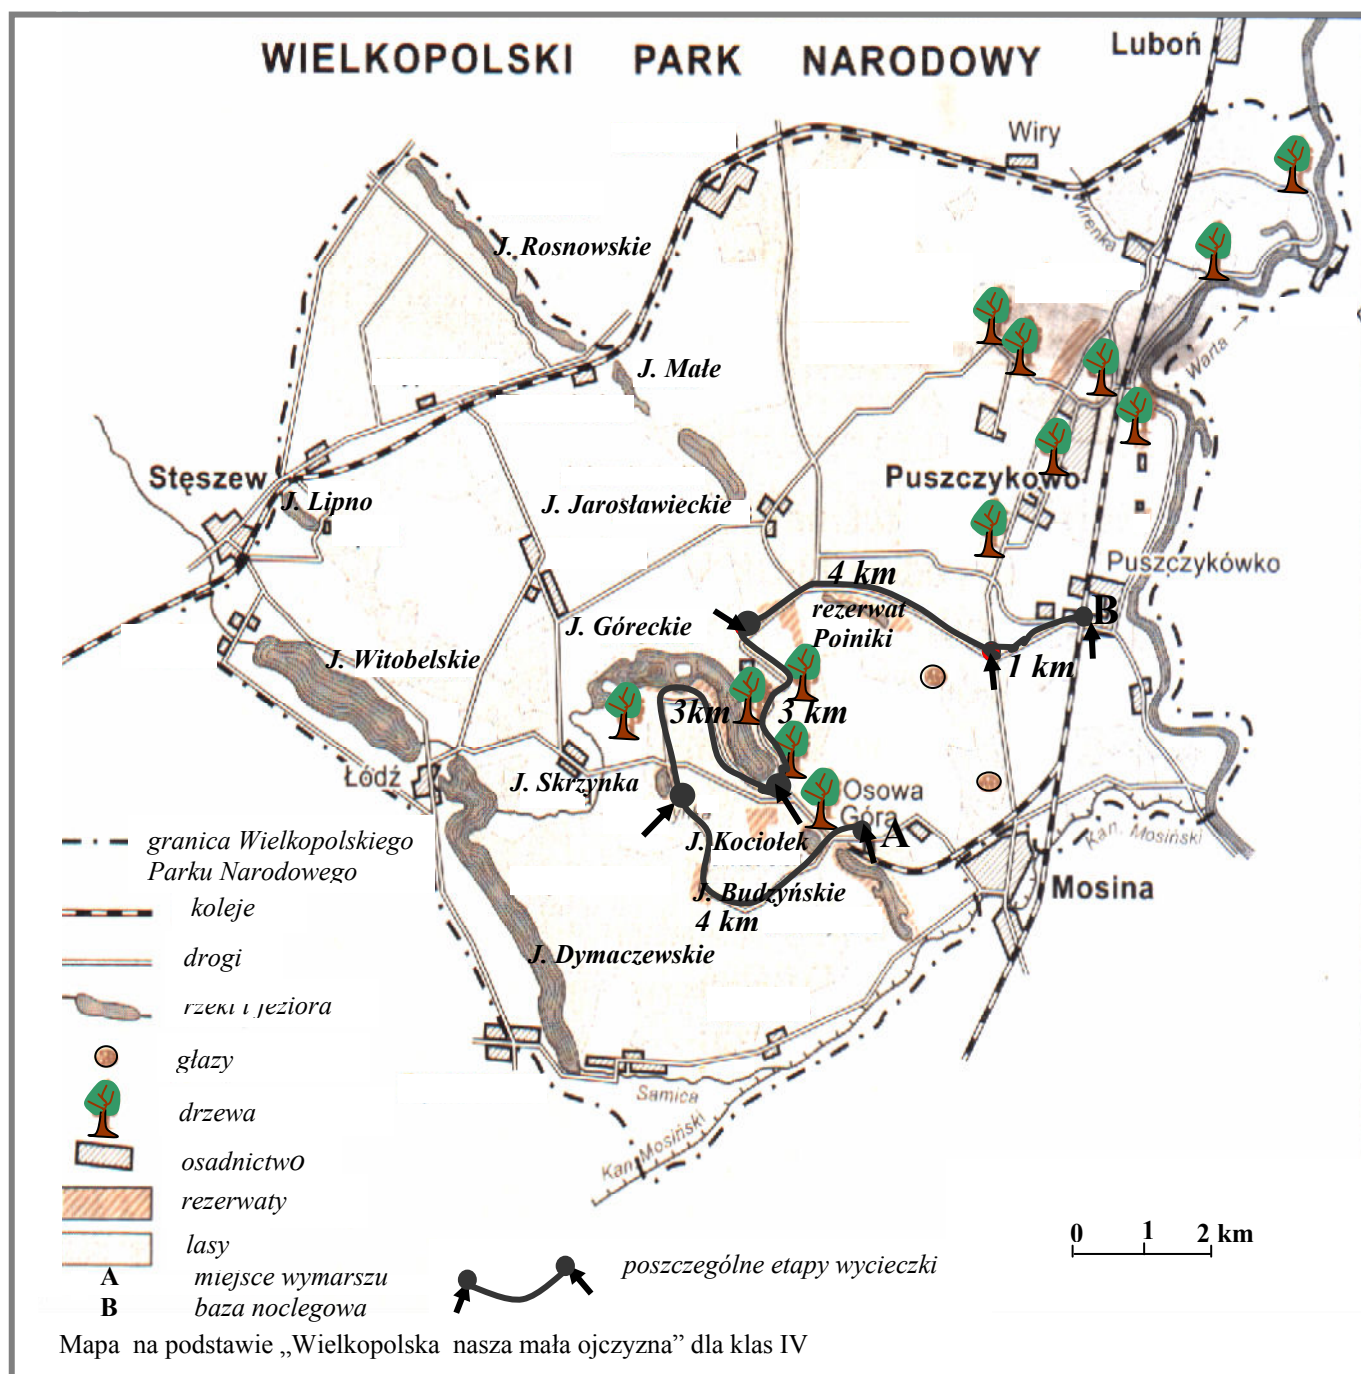 WIELKOPOLSKI PARK NARODOWY
Luboń
Wiry
Wirenka
J. Rosnowskie
J. Małe
Warta
Stęszew
J. Lipno
J. Jarosławieckie
Puszczykowo
Puszczykówko
4 km
rezerwat
Pojniki
B
1 km
J. Góreckie
J. Witobelskie
3km
3 km
Łódź
J. Skrzynka
Osowa
Góra
A
J. Kociołek
Kan. Mosiński
Mosina
J. Budzyńskie
4 km
J. Dymaczewskie
Samica
Kan. Mosiński
granica Wielkopolskiego
Parku Narodowego
koleje
drogi
rzeki i jeziora
głazy
drzewa
osadnictwo
rezerwaty
lasy
A miejsce wymarszu
B baza noclegowa
poszczególne etapy wycieczki
0 1 2 km
Mapa na podstawie „Wielkopolska nasza mała ojczyzna” dla klas IV